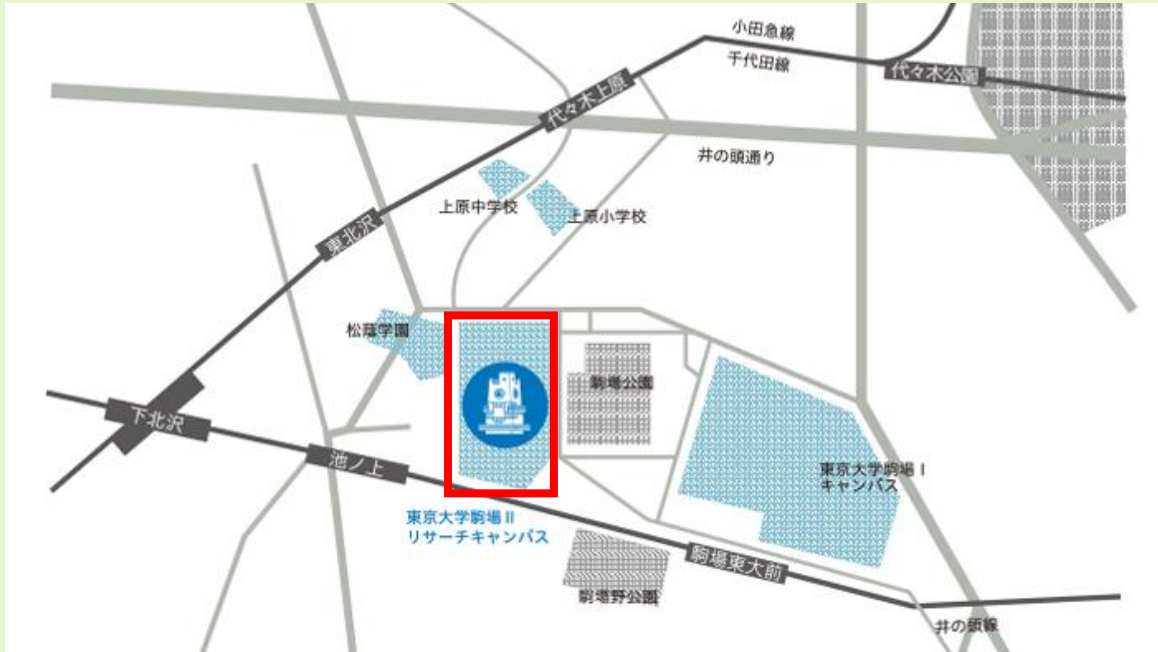 小田急線
千代田線
代々木公園
代々木上原
井の頭通り
上原中学校
上原小学校
東北沢
松蔭学園
駒場公園
下北沢
池ノ上
東京大学駒場Ⅰ
キャンパス
東京大学駒場Ⅱ
リサーチキャンパス
駒場東大前
駒場野公園
井の頭線